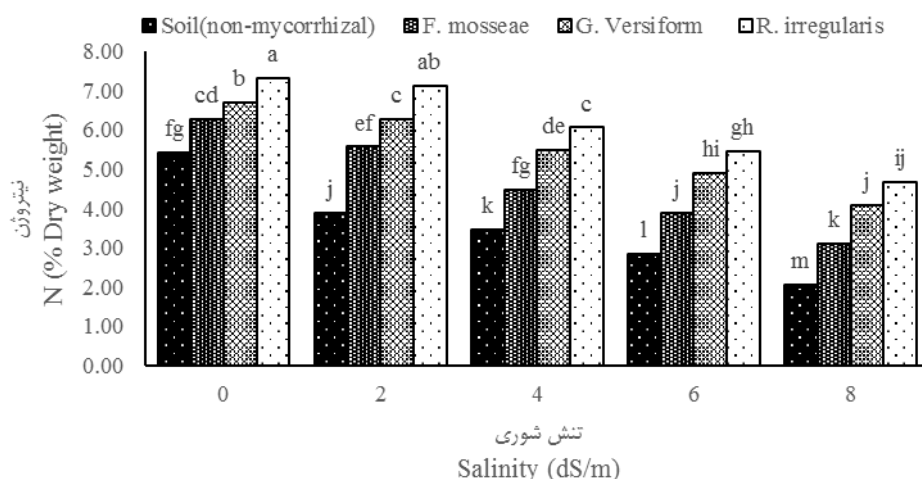 Soil(non-mycorrhizal) F. mosseae G. Versiform R. irregularis
8.00
7.00
6.00
5.00
4.00
3.00
2.00
1.00
0.00
نیتروژن
N (% Dry weight)
fg cd b a
j ef c ab
k fg de c
l j hi gh
m k j ij
0 2 4 6 8
تنش شوری
Salinity (dS/m)